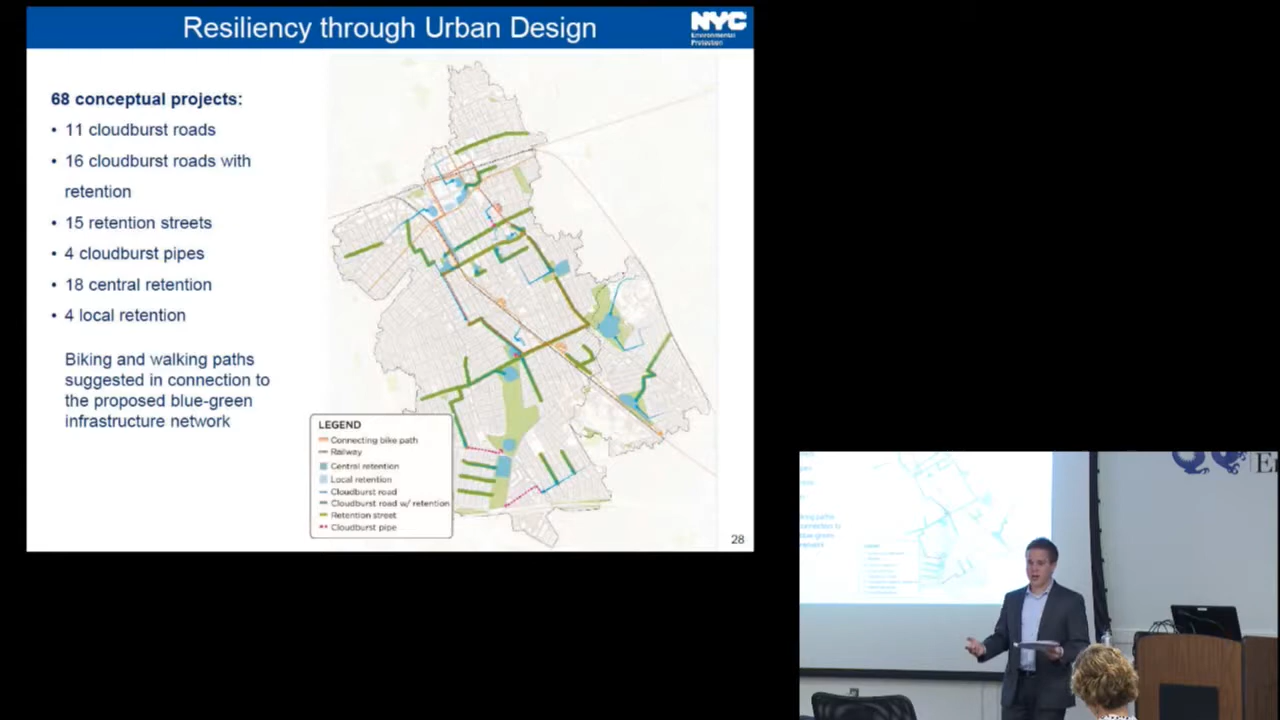 Resiliency through Urban Design
NYC
Environmental
Protection
68 conceptual projects:
• 11 cloudburst roads
• 16 cloudburst roads with
retention
• 15 retention streets
• 4 cloudburst pipes
• 18 central retention
• 4 local retention
Biking and walking paths
suggested in connection to
the proposed blue-green
infrastructure network
LEGEND
Connecting bike path
Railway
Central retention
Local retention
Cloudburst road
Cloudburst road w/ retention
Retention street
Cloudburst pipe
28